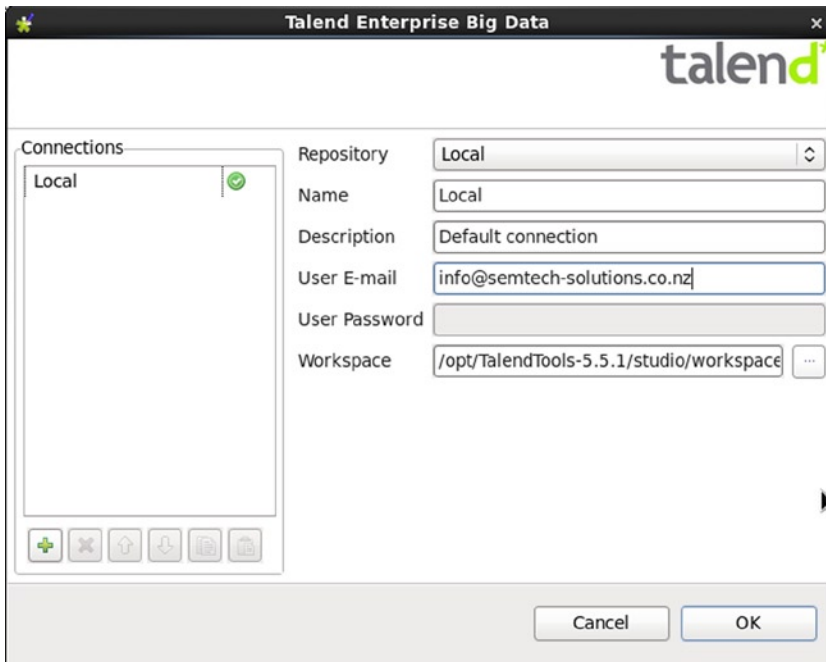 Talend Enterprise Big Data
talend*
Connections
Local
Repository Local
Name Local
Description Default connection
User E-mail info@semtech-solutions.co.nz
User Password
Workspace /opt/TalendTools-5.5.1/studio/workspace ...
Cancel OK